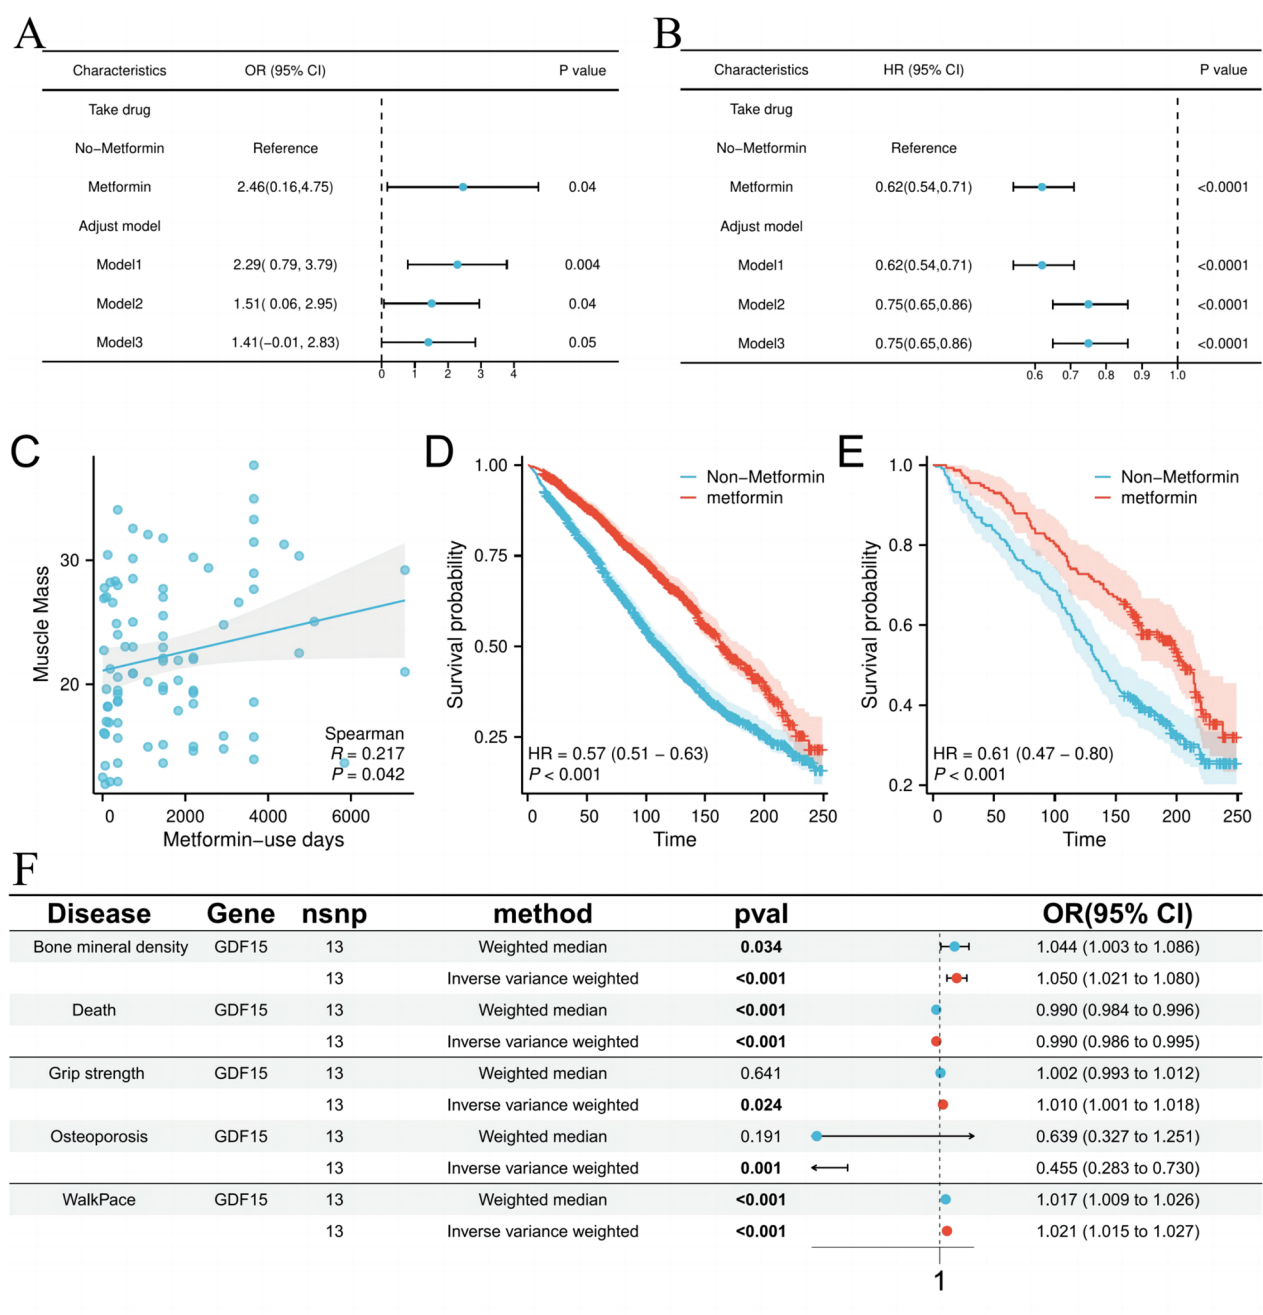 A
Characteristics OR (95% CI) P value
Take drug
No−Metformin Reference
Metformin 2.46(0.16,4.75) 0.04
Adjust model
Model1 2.29( 0.79, 3.79) 0.004
Model2 1.51( 0.06, 2.95) 0.04
Model3 1.41(−0.01, 2.83) 0.05
0 1 2 3 4
B
Characteristics HR (95% CI) P value
Take drug
No−Metformin Reference
Metformin 0.62(0.54,0.71) <0.0001
Adjust model
Model1 0.62(0.54,0.71) <0.0001
Model2 0.75(0.65,0.86) <0.0001
Model3 0.75(0.65,0.86) <0.0001
0.6 0.7 0.8 0.9 1.0
C
Muscle Mass
30
20
Spearman
R = 0.217
P = 0.042
0 2000 4000 6000
Metformin−use days
D
Survival probability
1.00
0.75
0.50
0.25
Non−Metformin
metformin
HR = 0.57 (0.51 − 0.63)
P < 0.001
0 50 100 150 200 250
Time
E
Survival probability
1.0
0.8
0.6
0.4
0.2
Non−Metformin
metformin
HR = 0.61 (0.47 − 0.80)
P < 0.001
0 50 100 150 200 250
Time
F
Disease Gene nsnp method pval OR(95% CI)
Bone mineral density GDF15 13 Weighted median 0.034 1.044 (1.003 to 1.086)
13 Inverse variance weighted <0.001 1.050 (1.021 to 1.080)
Death GDF15 13 Weighted median <0.001 0.990 (0.984 to 0.996)
13 Inverse variance weighted <0.001 0.990 (0.986 to 0.995)
Grip strength GDF15 13 Weighted median 0.641 1.002 (0.993 to 1.012)
13 Inverse variance weighted 0.024 1.010 (1.001 to 1.018)
Osteoporosis GDF15 13 Weighted median 0.191 0.639 (0.327 to 1.251)
13 Inverse variance weighted 0.001 0.455 (0.283 to 0.730)
WalkPace GDF15 13 Weighted median <0.001 1.017 (1.009 to 1.026)
13 Inverse variance weighted <0.001 1.021 (1.015 to 1.027)
1